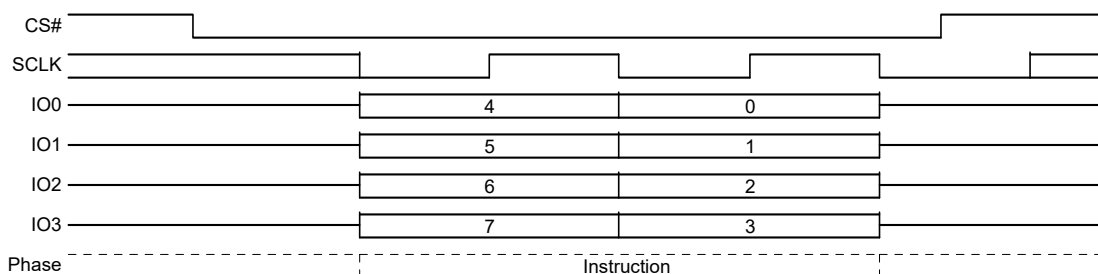 CS#
SCLK
IO0 4 0
IO1 5 1
IO2 6 2
IO3 7 3
Phase Instruction